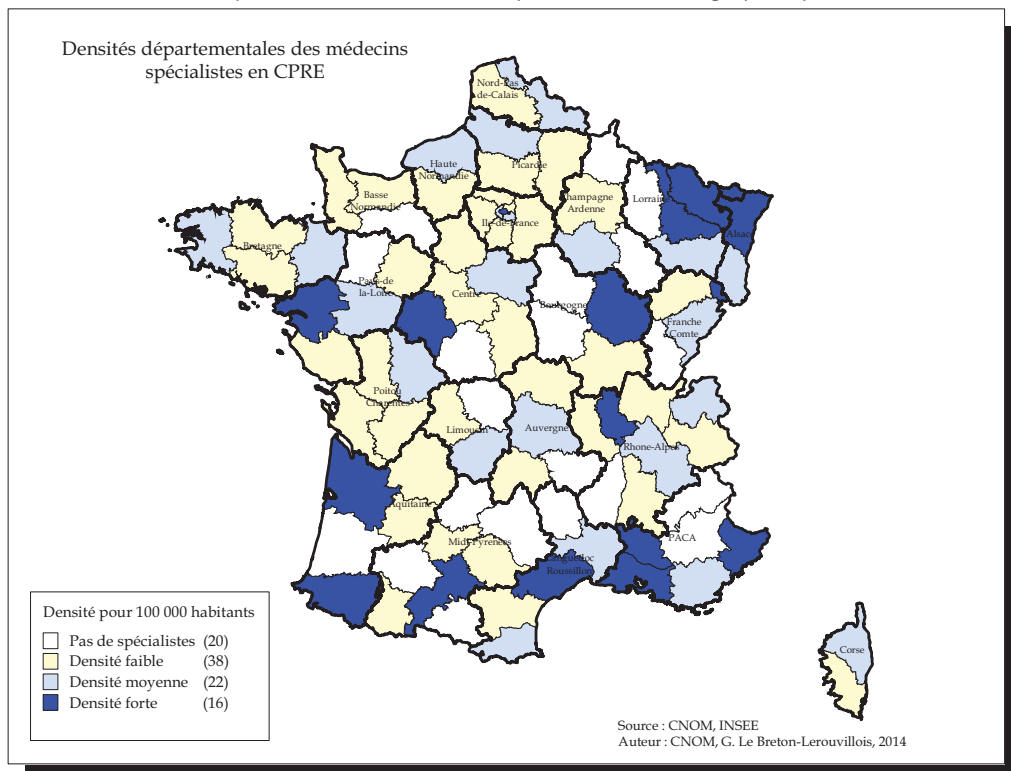 Densités départementales des médecins
spécialistes en CPRE
Nord-Pas
de-Calais
Haute
Normandie
Picardie
Basse
Normandie
Champagne
Ardenne
Lorraine
Ile-de-France
Alsace
Bretagne
Pays-de
la-Loire
Centre
Bourgogne
Franche
Comte
Poitou
Charentes
Limousin
Auvergne
Rhone-Alpes
Aquitaine
Midi-Pyrenees
PACA
Languedoc
Roussillon
Corse
Densité pour 100 000 habitants
Pas de spécialistes (20)
Densité faible (38)
Densité moyenne (22)
Densité forte (16)
Source : CNOM, INSEE
Auteur : CNOM, G. Le Breton-Lerouvillois, 2014